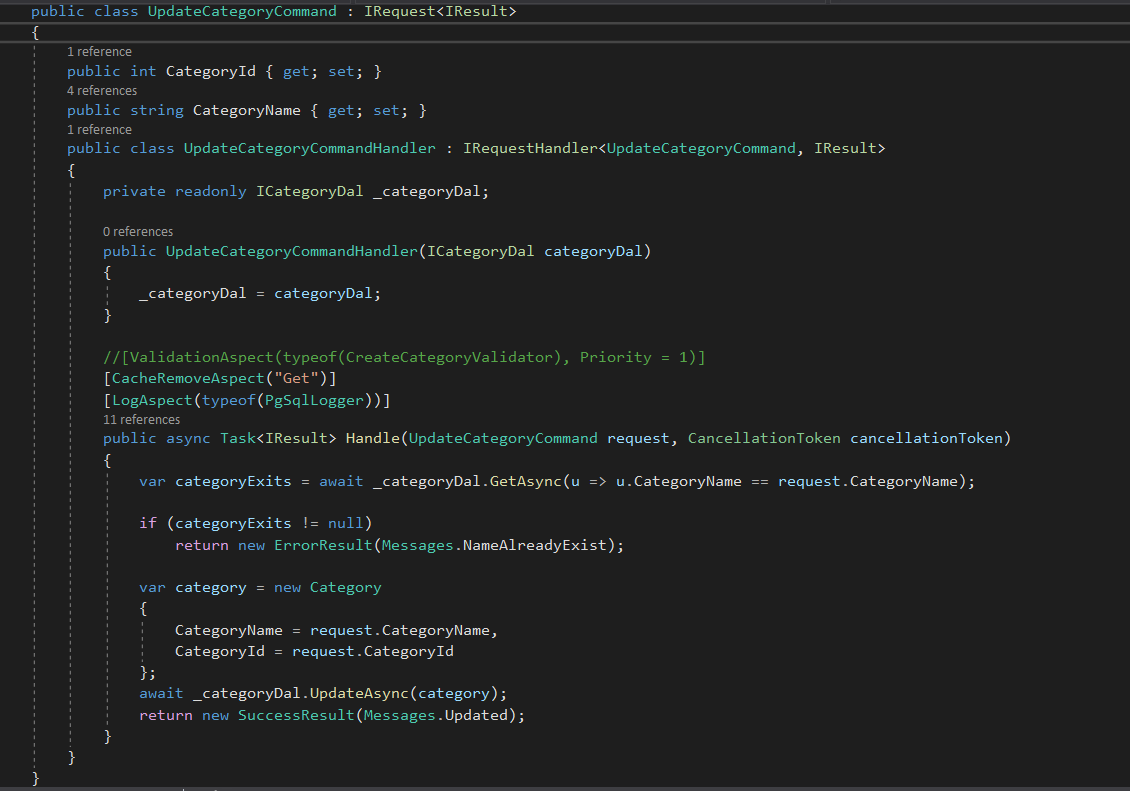 public class UpdateCategoryCommand : IRequest<IResult>
{
1 reference
public int CategoryId { get; set; }
4 references
public string CategoryName { get; set; }
1 reference
public class UpdateCategoryCommandHandler : IRequestHandler<UpdateCategoryCommand, IResult>
{
private readonly ICategoryDal _categoryDal;
0 references
public UpdateCategoryCommandHandler(ICategoryDal categoryDal)
{
_categoryDal = categoryDal;
}
//[ValidationAspect(typeof(CreateCategoryValidator), Priority = 1)]
[CacheRemoveAspect("Get")]
[LogAspect(typeof(PgSqlLogger))]
11 references
public async Task<IResult> Handle(UpdateCategoryCommand request, CancellationToken cancellationToken)
{
var categoryExits = await _categoryDal.GetAsync(u => u.CategoryName == request.CategoryName);
if (categoryExits != null)
return new ErrorResult(Messages.NameAlreadyExist);
var category = new Category
{
CategoryName = request.CategoryName,
CategoryId = request.CategoryId
};
await _categoryDal.UpdateAsync(category);
return new SuccessResult(Messages.Updated);
}
}
}